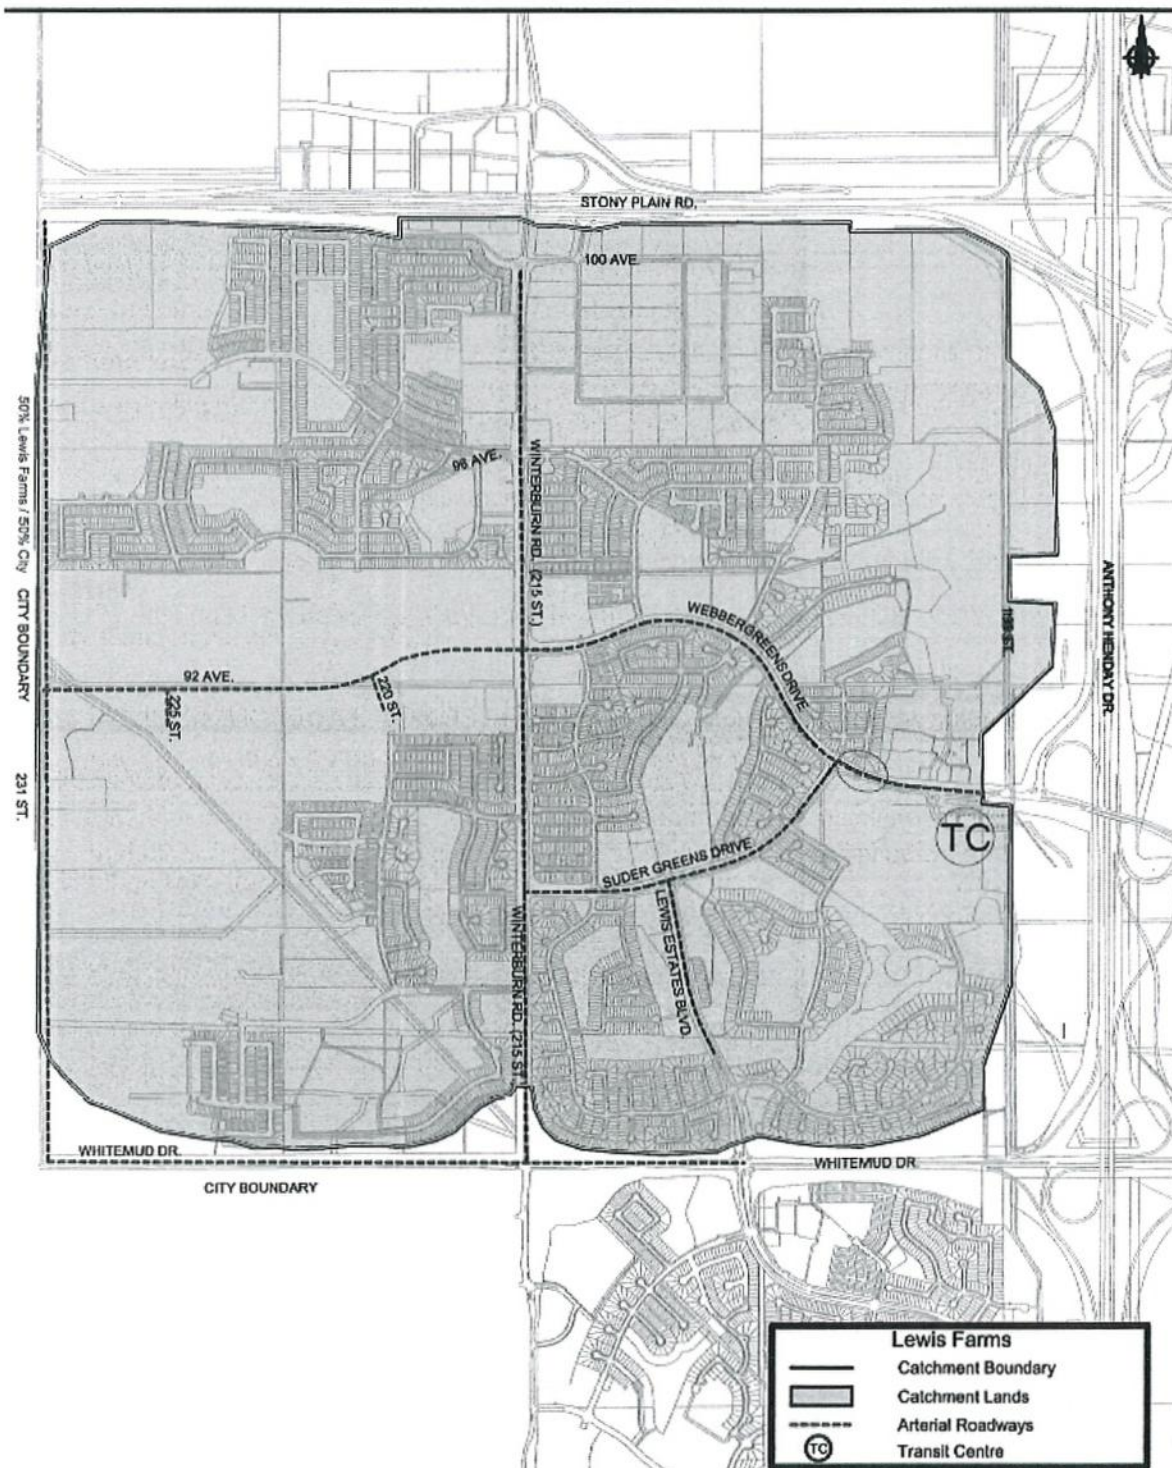 STONY PLAIN RD.
100 AVE.
WINTERBURN RD. (215 ST.)
96 AVE.
50% Lewis Farms / 50% City CITY BOUNDARY
231 ST.
WEBBERGREENS DRIVE
ANTHONY HENDAY DR.
92 AVE.
225 ST.
220 ST.
TC
SUDER GREENS DRIVE
LEWIS ESTATES BLVD.
WINTERBURN RD. (215 ST.
WHITEMUD DR.
WHITEMUD DR.
CITY BOUNDARY
Lewis Farms
Catchment Boundary
Catchment Lands
Arterial Roadways
TC Transit Centre